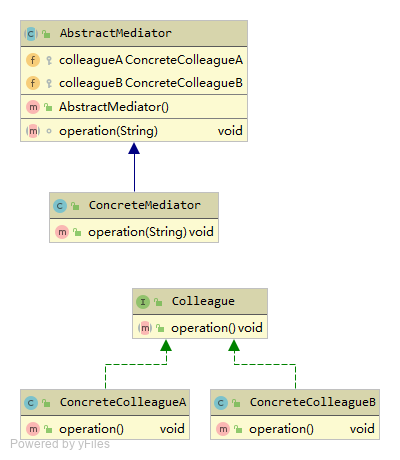 AbstractMediator
colleagueA ConcreteColleagueA
colleagueB ConcreteColleagueB
AbstractMediator()
operation(String) void
ConcreteMediator
operation(String) void
Colleague
operation() void
ConcreteColleagueA
operation() void
ConcreteColleagueB
operation() void
Powered by yFiles